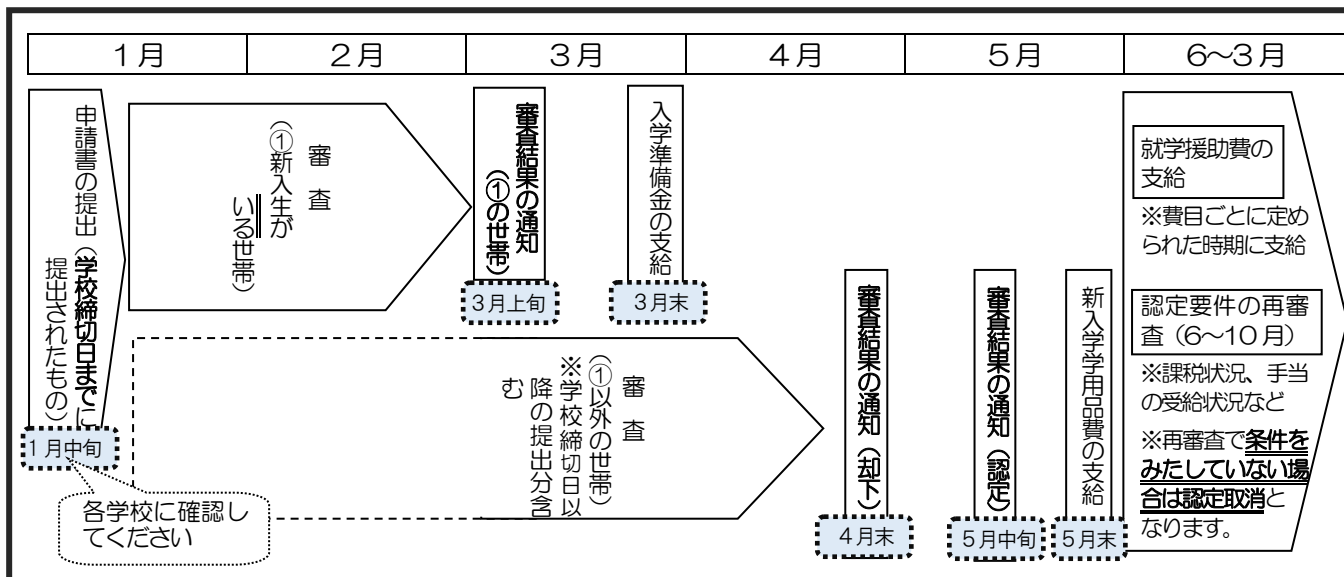 1月
2月
3月
4月
5月
6~3月
申請書の提出(学校締切日までに
提出されたもの)
1月中旬
各学校に確認し
てください
審 査
(①新入生が
いる世帯)
審査結果の通知
(①の世帯)
3月上旬
入学準備金の支給
3月末
審 査
(①以外の世帯)
※学校締切日以
降の提出分含
む
審査結果の通知(却下)
4月末
審査結果の通知(認定)
5月中旬
新入学学用品費の支給
5月末
就学援助費の
支給
※費目ごとに定め
られた時期に支給
認定要件の再審
査(6~10月)
※課税状況、手当
の受給状況など
※再審査で条件を
みたしていない場
合は認定取消と
なります。